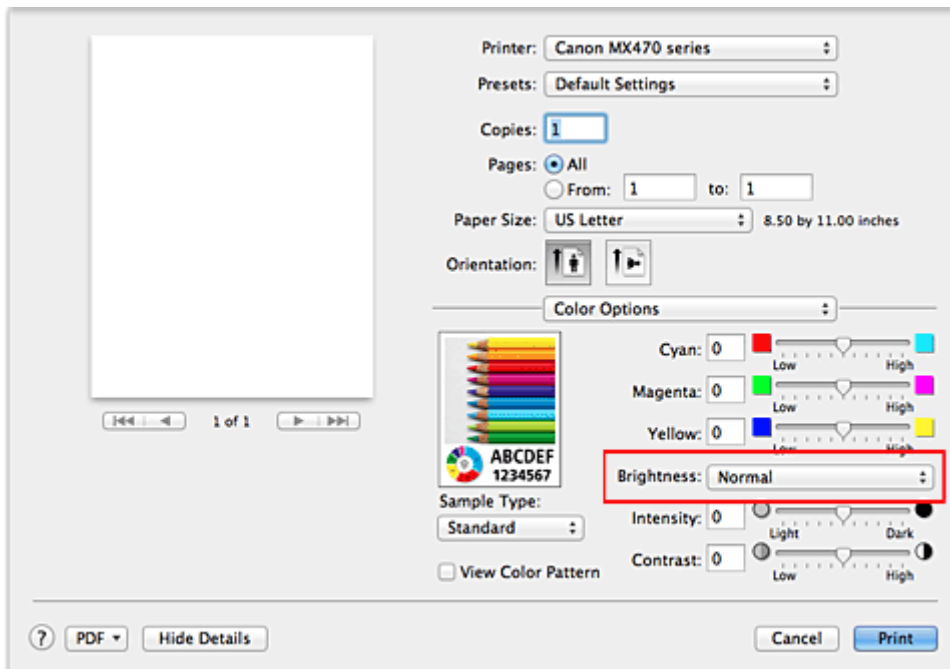 Printer: Canon MX470 series
Presets: Default Settings
Copies: 1
Pages: All
From: 1 to: 1
Paper Size: US Letter 8.50 by 11.00 inches
Orientation:
Color Options
1 of 1
ABCDEF
1234567
Sample Type:
Standard
View Color Pattern
Cyan: 0
Low High
Magenta: 0
Low High
Yellow: 0
Low High
Brightness: Normal
Intensity: 0
Light Dark
Contrast: 0
Low High
? PDF Hide Details Cancel Print